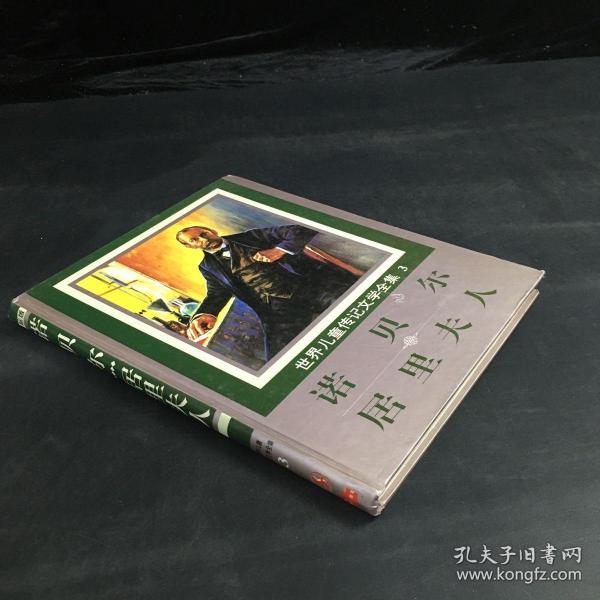 世界儿童传记文学全集 3
诺贝尔
居里夫人
诺贝尔·居里夫人
3
孔夫子旧书网
www.kongfz.com